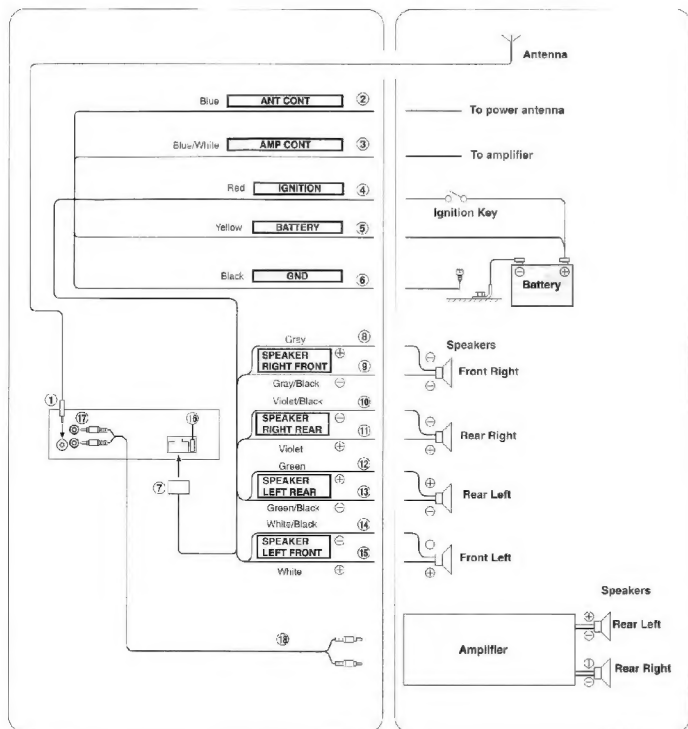 Antenna
Blue ANT CONT ② To power antenna
Blue/White AMP CONT ③ To amplifier
Red IGNITION ④
Ignition Key
Yellow BATTERY ⑤
Black GND ⑥
⊖ ⊕
Battery
Gray ⑧ Speakers
SPEAKER RIGHT FRONT ⊕ ⑨ ⊖ Front Right
Gray/Black ⊖ ⊖
Violet/Black ⑩
SPEAKER RIGHT REAR ⊖ ⑪ ⊖ Rear Right
Violet ⊕ ⊕
Green ⑫
SPEAKER LEFT REAR ⊕ ⑬ ⊕ Rear Left
Green/Black ⊖ ⊖
White/Black ⑭
SPEAKER LEFT FRONT ⊖ ⑮ Front Left
White ⊕ ⊕
① ⑰ ⑯
⑦
⑱
Speakers
Amplifier
⊕ ⊖ Rear Left
⊕ ⊖ Rear Right